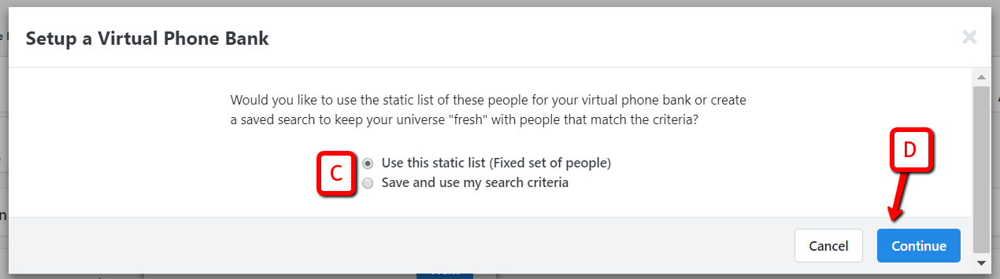 Setup a Virtual Phone Bank
×
Would you like to use the static list of these people for your virtual phone bank or create
a saved search to keep your universe "fresh" with people that match the criteria?
D
C
Use this static list (Fixed set of people)
Save and use my search criteria
Cancel
Continue